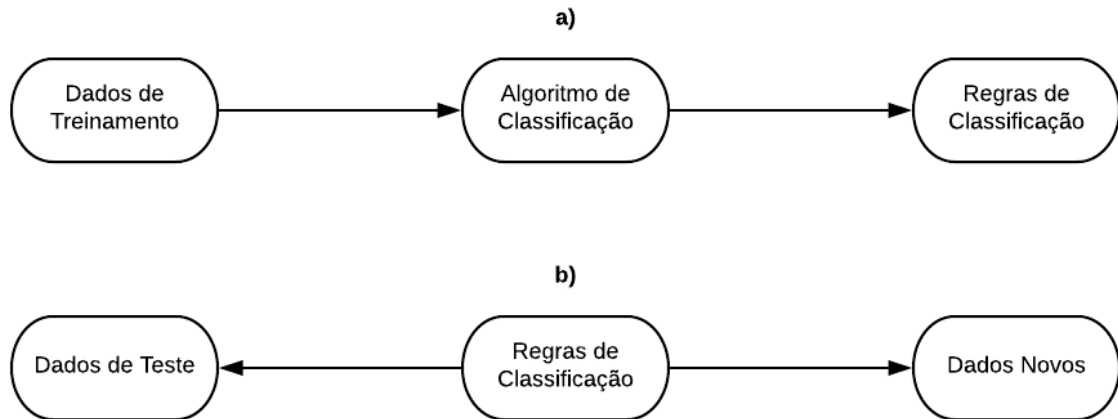 a)
Dados de
Treinamento
Algoritmo de
Classificação
Regras de
Classificação
b)
Dados de Teste
Regras de
Classificação
Dados Novos